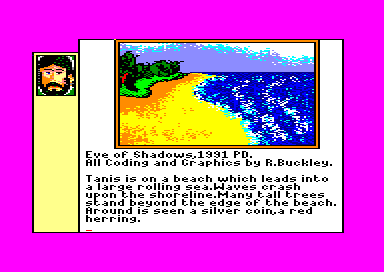 Eve of Shadows,1991 PD.
All Coding and Graphics by R.Buckley.
Tanis is on a beach which leads into
a large rolling sea.Waves crash
upon the shoreline.Many tall trees
stand beyond the edge of the beach.
Around is seen a silver coin,a red
herring.